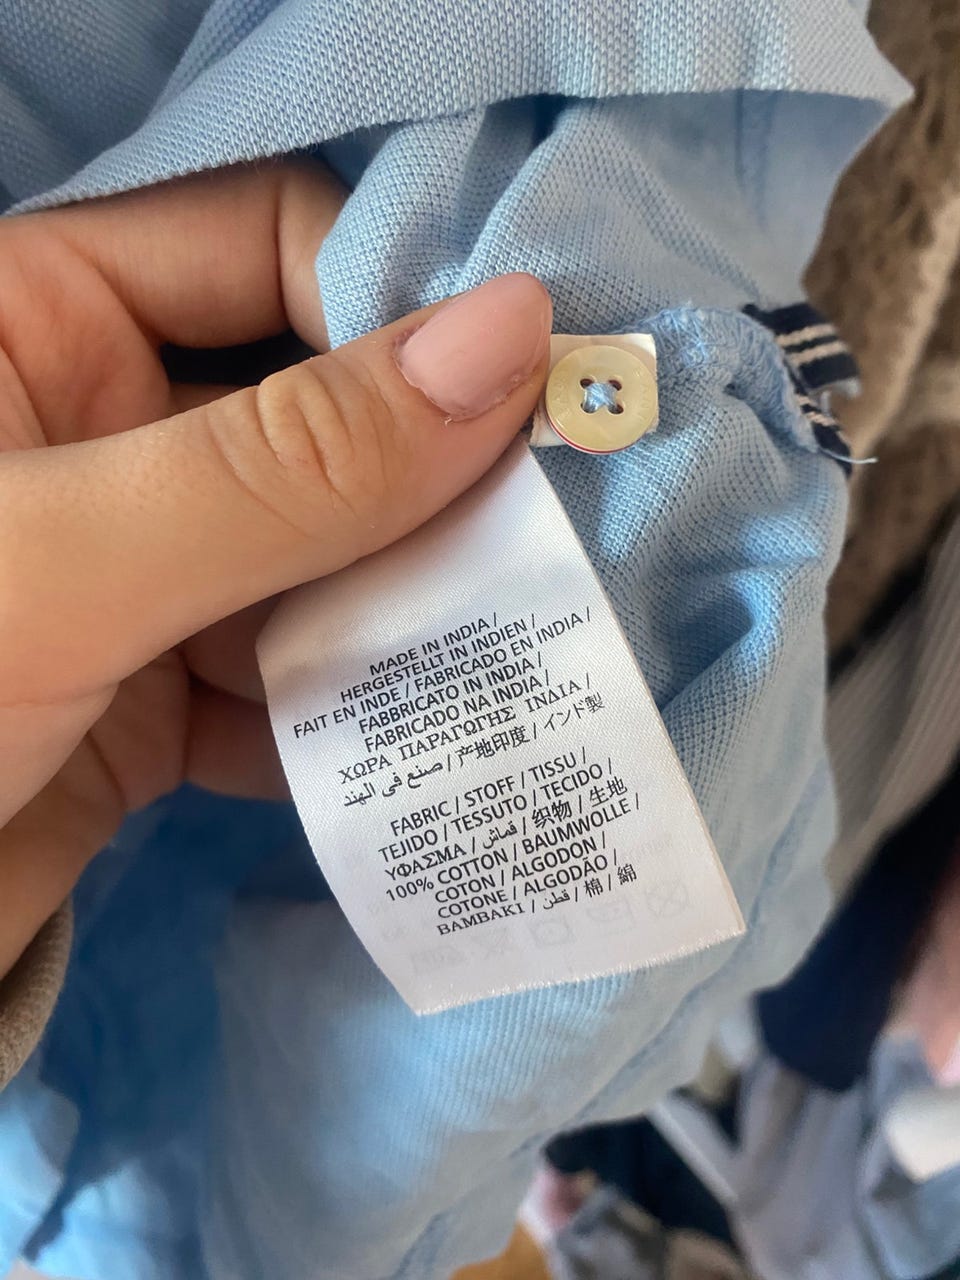 MADE IN INDIA /
HERGESTELLT IN INDIEN /
FAIT EN INDE / FABRICADO EN INDIA /
FABBRICATO IN INDIA /
FABRICADO NA INDIA /
ΧΩΡΑ ΠΑΡΑΓΩΓΗΣ ΙΝΔΙΑ /
صنع في الهند / 产地印度 / インド製
FABRIC / STOFF / TISSU /
TEJIDO / TESSUTO / TECIDO /
ΥΦΑΣΜΑ / قماش / 织物 / 生地
100% COTTON / BAUMWOLLE /
COTON / ALGODON /
COTONE / ALGODÃO /
BAMBAKI / قطن / 棉 / 綿